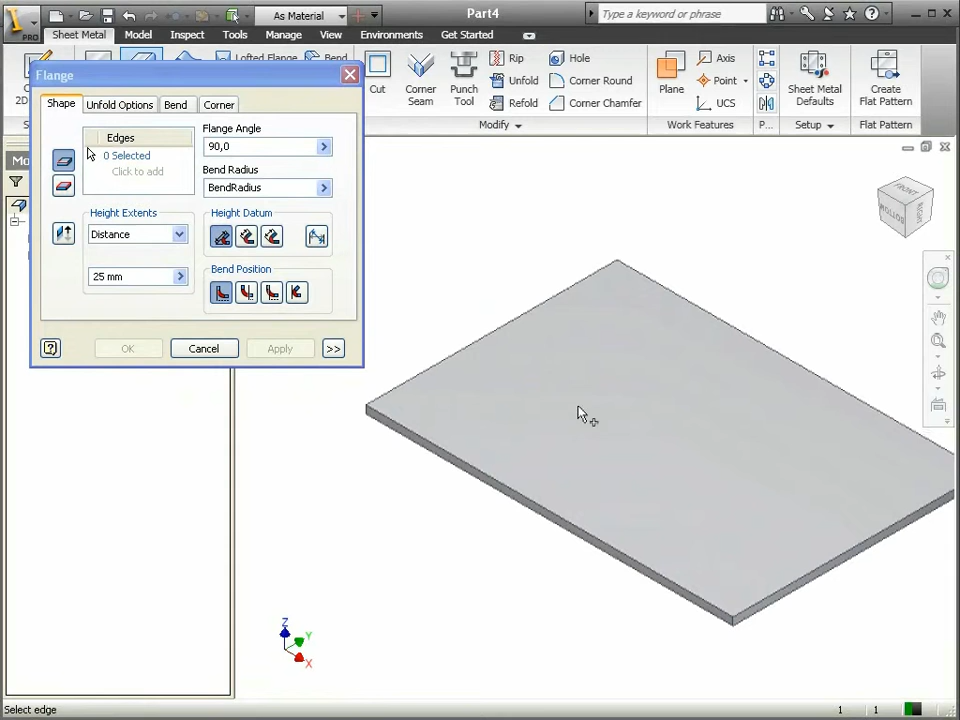 As Material
Part4
Type a keyword or phrase
PRO
Sheet Metal
Model
Inspect
Tools
Manage
View
Environments
Get Started
Lofted Flange
Bend
Rip
Hole
Axis
Cut
Corner Seam
Punch Tool
Unfold
Corner Round
Plane
Point
Sheet Metal Defaults
Create Flat Pattern
Refold
Corner Chamfer
UCS
2D
Modify
Work Features
P...
Setup
Flat Pattern
Flange
Shape
Unfold Options
Bend
Corner
Edges
0 Selected
Click to add
Flange Angle
90,0
Bend Radius
BendRadius
Height Extents
Distance
25 mm
Height Datum
Bend Position
OK
Cancel
Apply
>>
FRONT
RIGHT
BOTTOM
Z
Y
X
Select edge
1
1